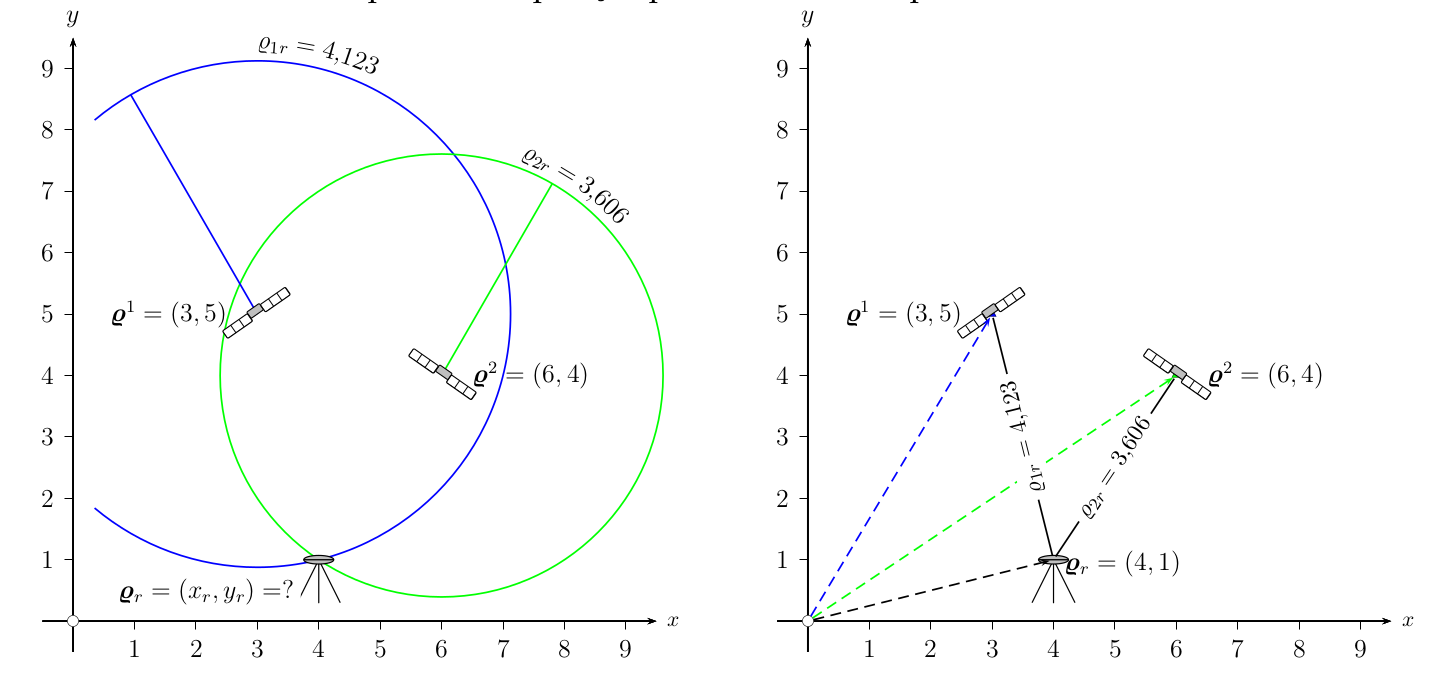 y
9
8
7
6
5
4
3
2
1
ϱ₁ᵣ = 4,123
ϱ₂ᵣ = 3,606
ϱ¹ = (3, 5)
ϱ² = (6, 4)
ϱᵣ = (xᵣ, yᵣ) =?
x
1 2 3 4 5 6 7 8 9
y
9
8
7
6
5
4
3
2
1
ϱ¹ = (3, 5)
ϱ² = (6, 4)
ϱ₁ᵣ = 4,123
ϱ₂ᵣ = 3,606
ϱᵣ = (4, 1)
x
1 2 3 4 5 6 7 8 9